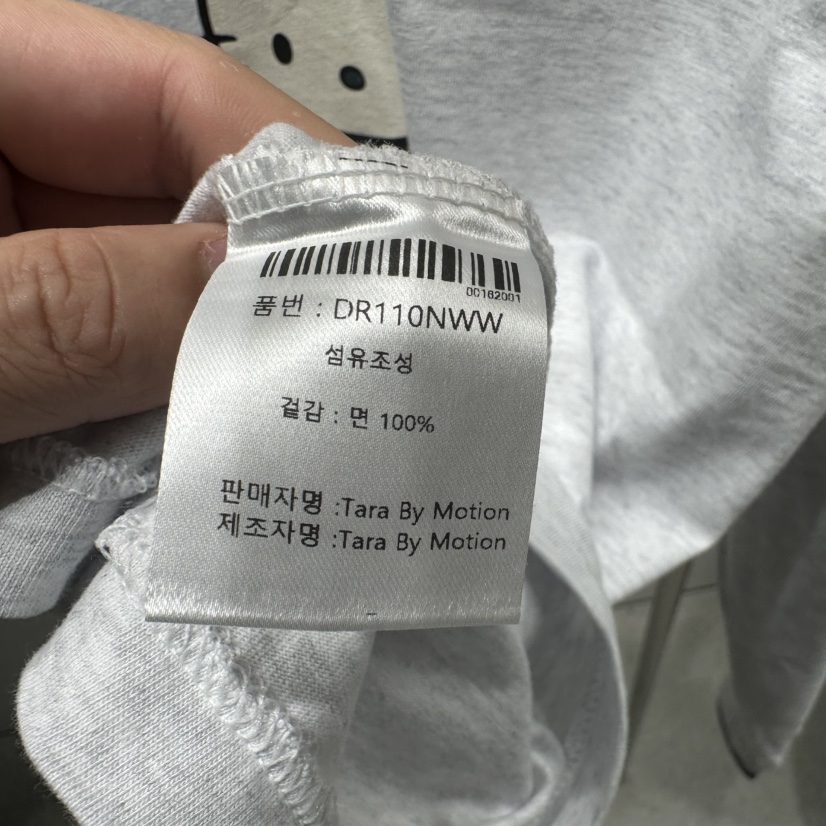 00162001
품번 : DR110NWW
섬유조성
겉감 : 면 100%
판매자명 :Tara By Motion
제조자명 :Tara By Motion